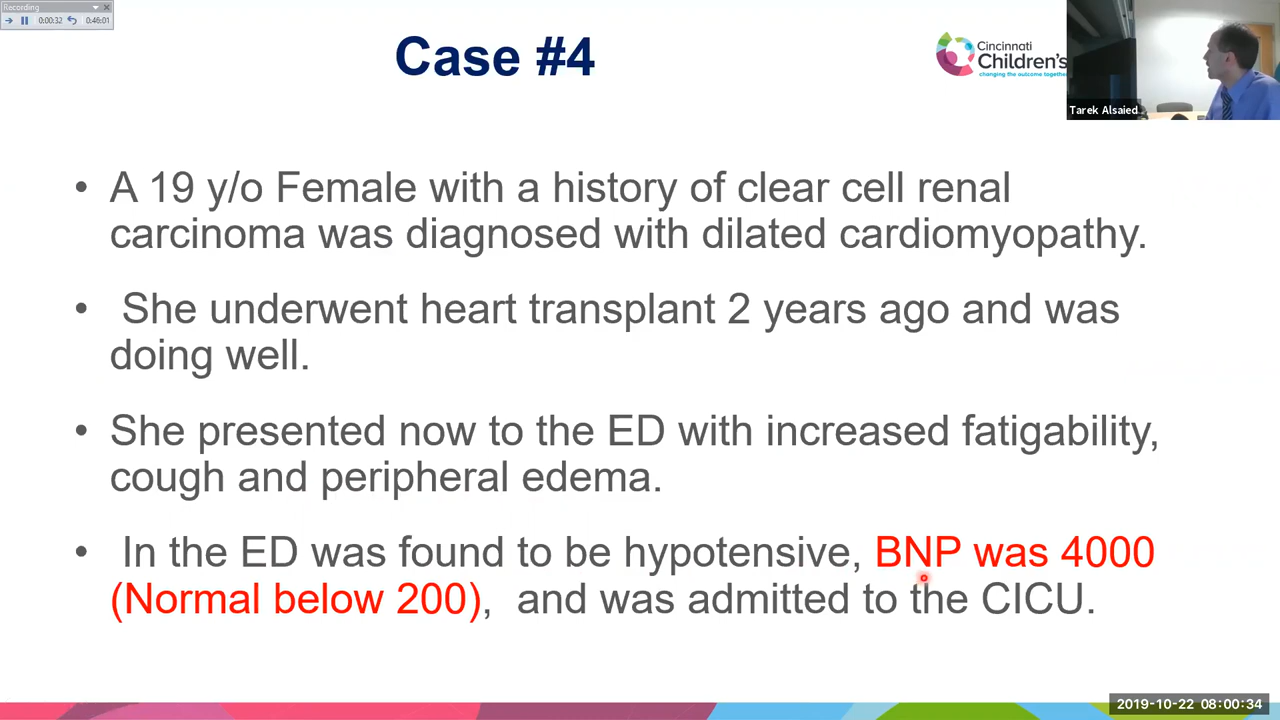 Recording
0:00:32
0:46:01
Case #4
Cincinnati
Children's
changing the outcome together
Tarek Alsaied
• A 19 y/o Female with a history of clear cell renal
carcinoma was diagnosed with dilated cardiomyopathy.
• She underwent heart transplant 2 years ago and was
doing well.
• She presented now to the ED with increased fatigability,
cough and peripheral edema.
• In the ED was found to be hypotensive, BNP was 4000
(Normal below 200), and was admitted to the CICU.
2019-10-22 08:00:34